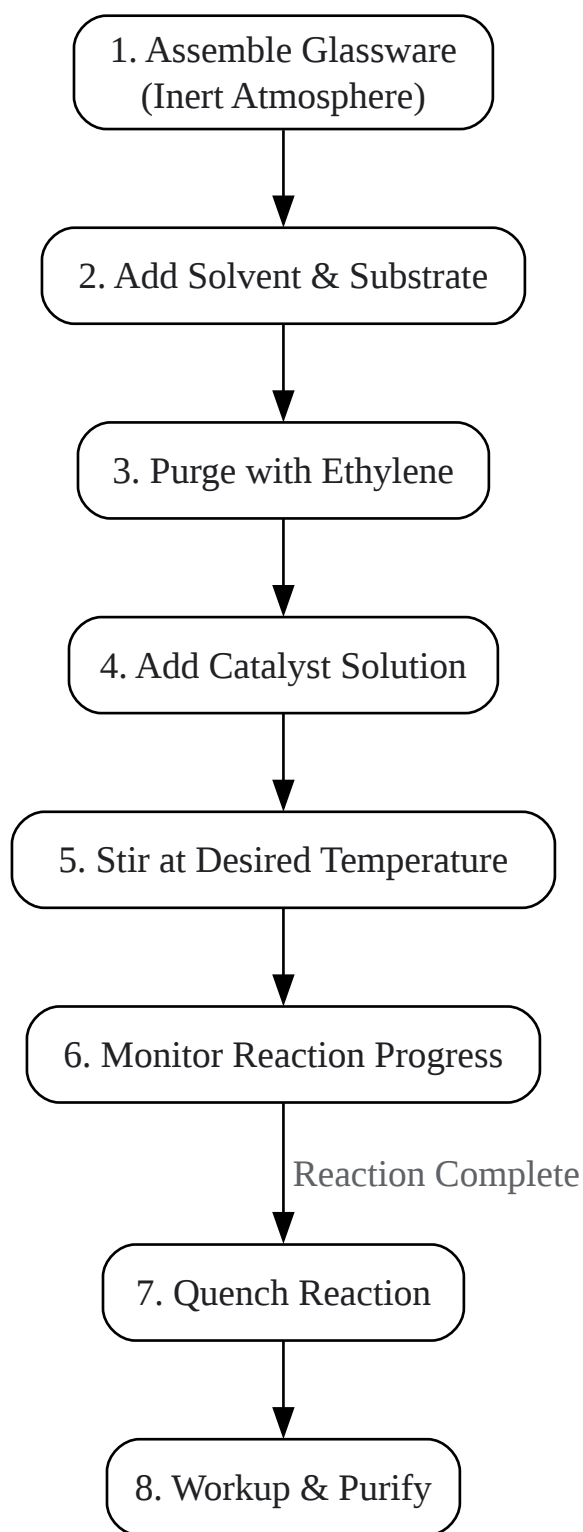 1. Assemble Glassware
(Inert Atmosphere)
2. Add Solvent & Substrate
3. Purge with Ethylene
4. Add Catalyst Solution
5. Stir at Desired Temperature
6. Monitor Reaction Progress
Reaction Complete
7. Quench Reaction
8. Workup & Purify